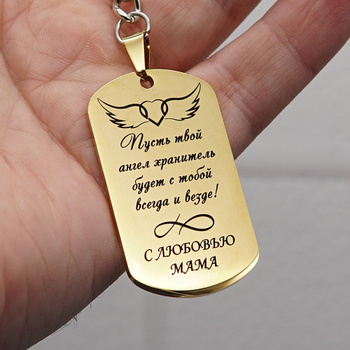 Пусть твой
ангел хранитель
будет с тобой
всегда и везде!
С ЛЮБОВЬЮ
МАМА